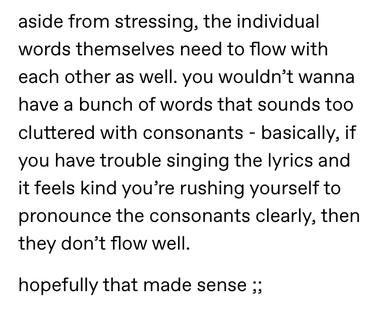 aside from stressing, the individual
words themselves need to flow with
each other as well. you wouldn’t wanna
have a bunch of words that sounds too
cluttered with consonants - basically, if
you have trouble singing the lyrics and
it feels kind you’re rushing yourself to
pronounce the consonants clearly, then
they don’t flow well.
hopefully that made sense ;;